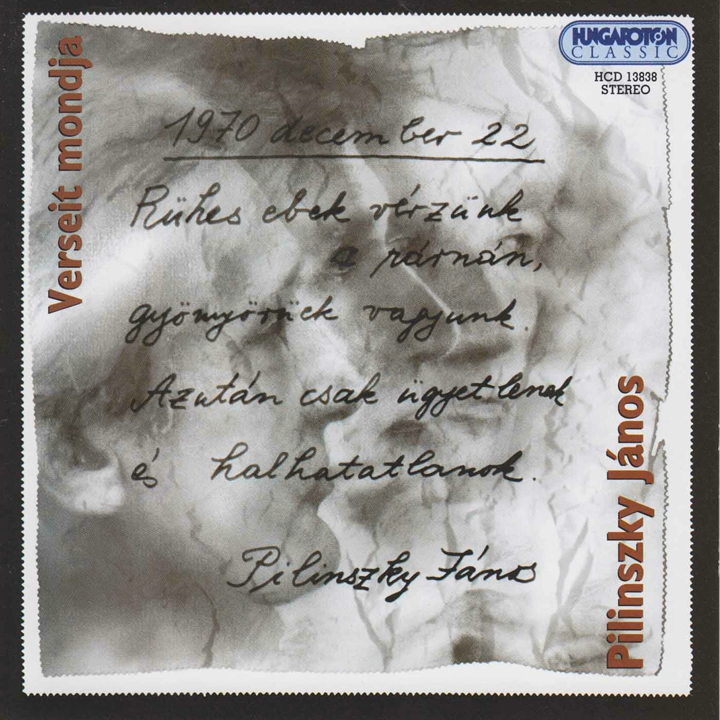 HUNGAROTON
CLASSIC
HCD 13838
STEREO
Verseit mondja
1970 december 22
Rühes ebek vérzünk
a párnán,
gyönyörűek vagyunk.
Azután csak ügyetlenek
és halhatatlanok.
Pilinszky János
Pilinszky János